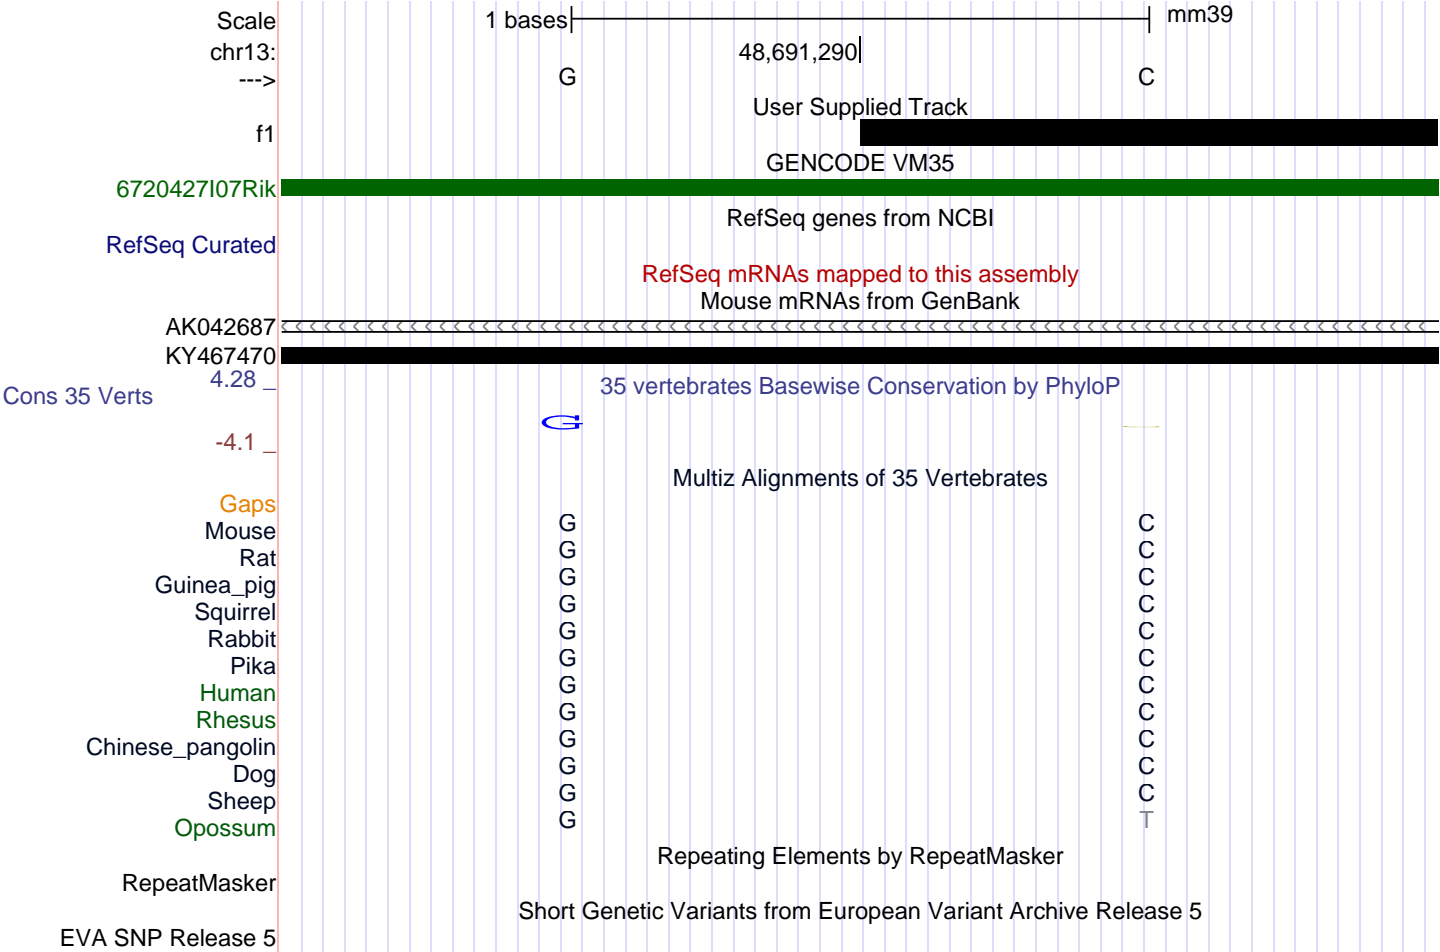 Scale 1 bases mm39
chr13: 48,691,290
---> G C
User Supplied Track
f1
GENCODE VM35
6720427I07Rik
RefSeq genes from NCBI
RefSeq Curated
RefSeq mRNAs mapped to this assembly
Mouse mRNAs from GenBank
AK042687
KY467470
4.28 _
35 vertebrates Basewise Conservation by PhyloP
Cons 35 Verts
G
-4.1 _
Multiz Alignments of 35 Vertebrates
Gaps
Mouse G C
Rat G C
Guinea_pig G C
Squirrel G C
Rabbit G C
Pika G C
Human G C
Rhesus G C
Chinese_pangolin G C
Dog G C
Sheep G C
Opossum G T
Repeating Elements by RepeatMasker
RepeatMasker
Short Genetic Variants from European Variant Archive Release 5
EVA SNP Release 5